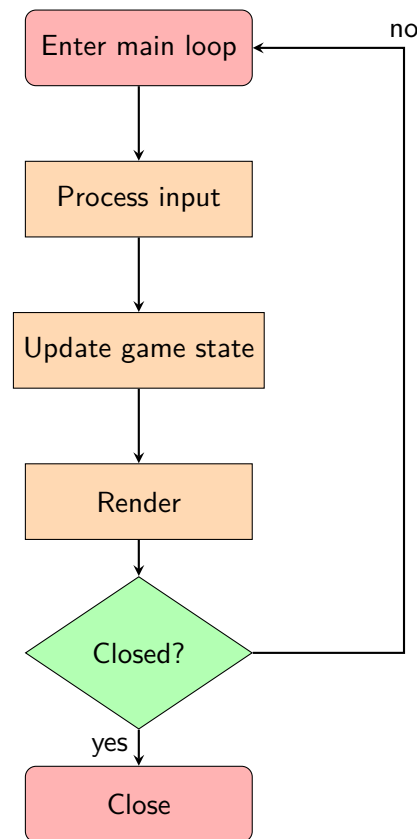 no
Enter main loop
Process input
Update game state
Render
Closed?
yes
Close